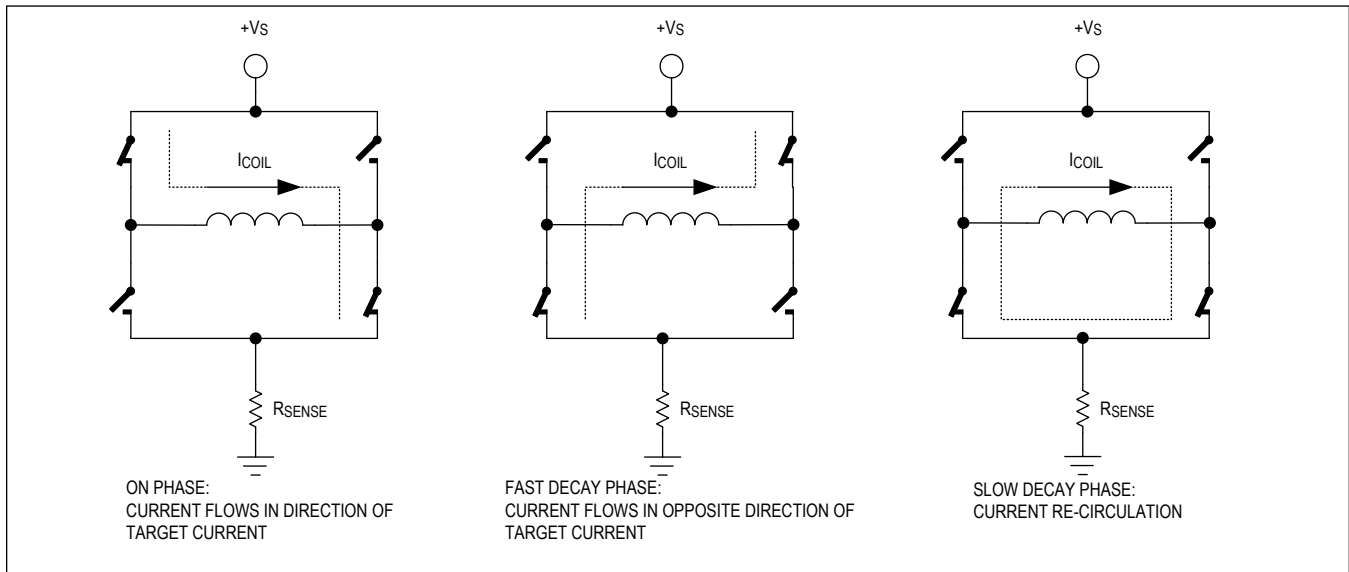 +VS
ICOIL
RSENSE
ON PHASE:
CURRENT FLOWS IN DIRECTION OF
TARGET CURRENT
+VS
ICOIL
RSENSE
FAST DECAY PHASE:
CURRENT FLOWS IN OPPOSITE DIRECTION OF
TARGET CURRENT
+VS
ICOIL
RSENSE
SLOW DECAY PHASE:
CURRENT RE-CIRCULATION